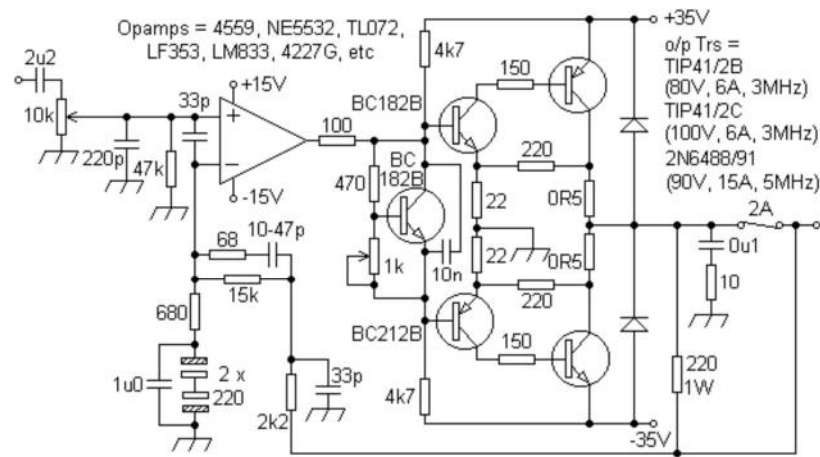 Opamps = 4559, NE5532, TL072,
LF353, LM833, 4227G, etc
+35V
o/p Trs =
TIP41/2B
(80V, 6A, 3MHz)
TIP41/2C
(100V, 6A, 3MHz)
2N6488/91
(90V, 15A, 5MHz)
2u2
10k
220p
47k
33p
+15V
+
-
-15V
100
4k7
BC182B
150
470
BC
182B
1k
10n
22
22
220
220
0R5
0R5
2A
0u1
10
68
10-47p
15k
680
1u0
2 x
220
2k2
33p
BC212B
150
4k7
220
1W
-35V